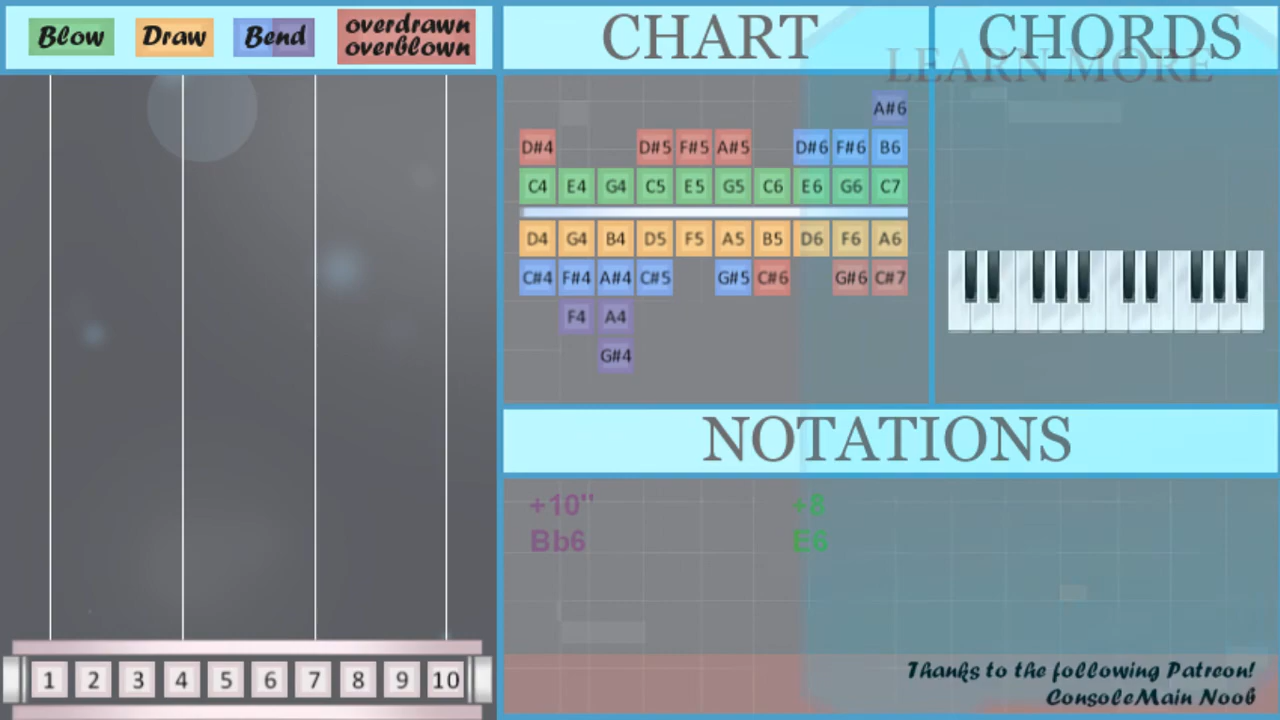 Blow Draw Bend overdrawn
overblown
CHART
CHORDS
LEARN MORE
A#6
D#4 D#5 F#5 A#5 D#6 F#6 B6
C4 E4 G4 C5 E5 G5 C6 E6 G6 C7
D4 G4 B4 D5 F5 A5 B5 D6 F6 A6
C#4 F#4 A#4 C#5 G#5 C#6 G#6 C#7
F4 A4
G#4
NOTATIONS
+10" +8
Bb6 E6
1 2 3 4 5 6 7 8 9 10
Thanks to the following Patreon!
ConsoleMain Noob